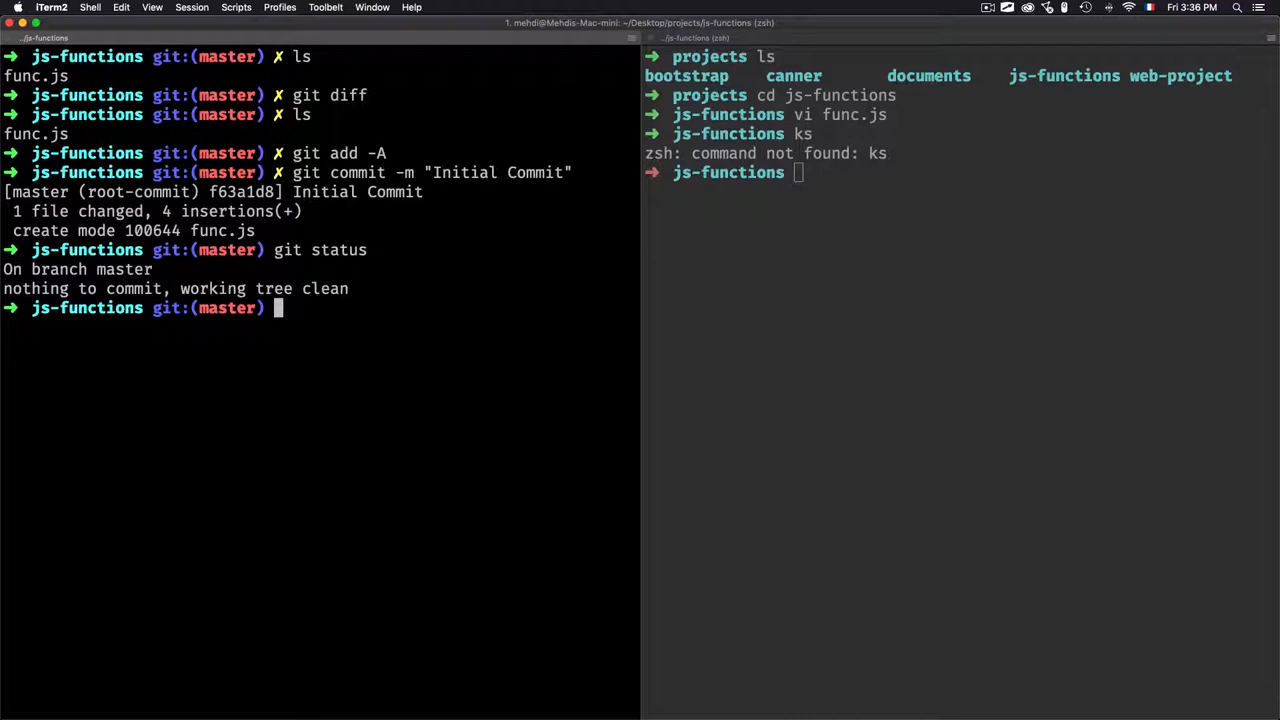 iTerm2 Shell Edit View Session Scripts Profiles Toolbelt Window Help Fri 3:36 PM
1. mehdi@Mehdis-Mac-mini: ~/Desktop/projects/js-functions (zsh)
../js-functions (zsh)
➜ js-functions git:(master) ✗ ls
func.js
➜ js-functions git:(master) ✗ git diff
➜ js-functions git:(master) ✗ ls
func.js
➜ js-functions git:(master) ✗ git add -A
➜ js-functions git:(master) ✗ git commit -m "Initial Commit"
[master (root-commit) f63a1d8] Initial Commit
1 file changed, 4 insertions(+)
create mode 100644 func.js
➜ js-functions git:(master) git status
On branch master
nothing to commit, working tree clean
➜ js-functions git:(master)
../js-functions (zsh)
➜ projects ls
bootstrap canner documents js-functions web-project
➜ projects cd js-functions
➜ js-functions vi func.js
➜ js-functions ks
zsh: command not found: ks
➜ js-functions